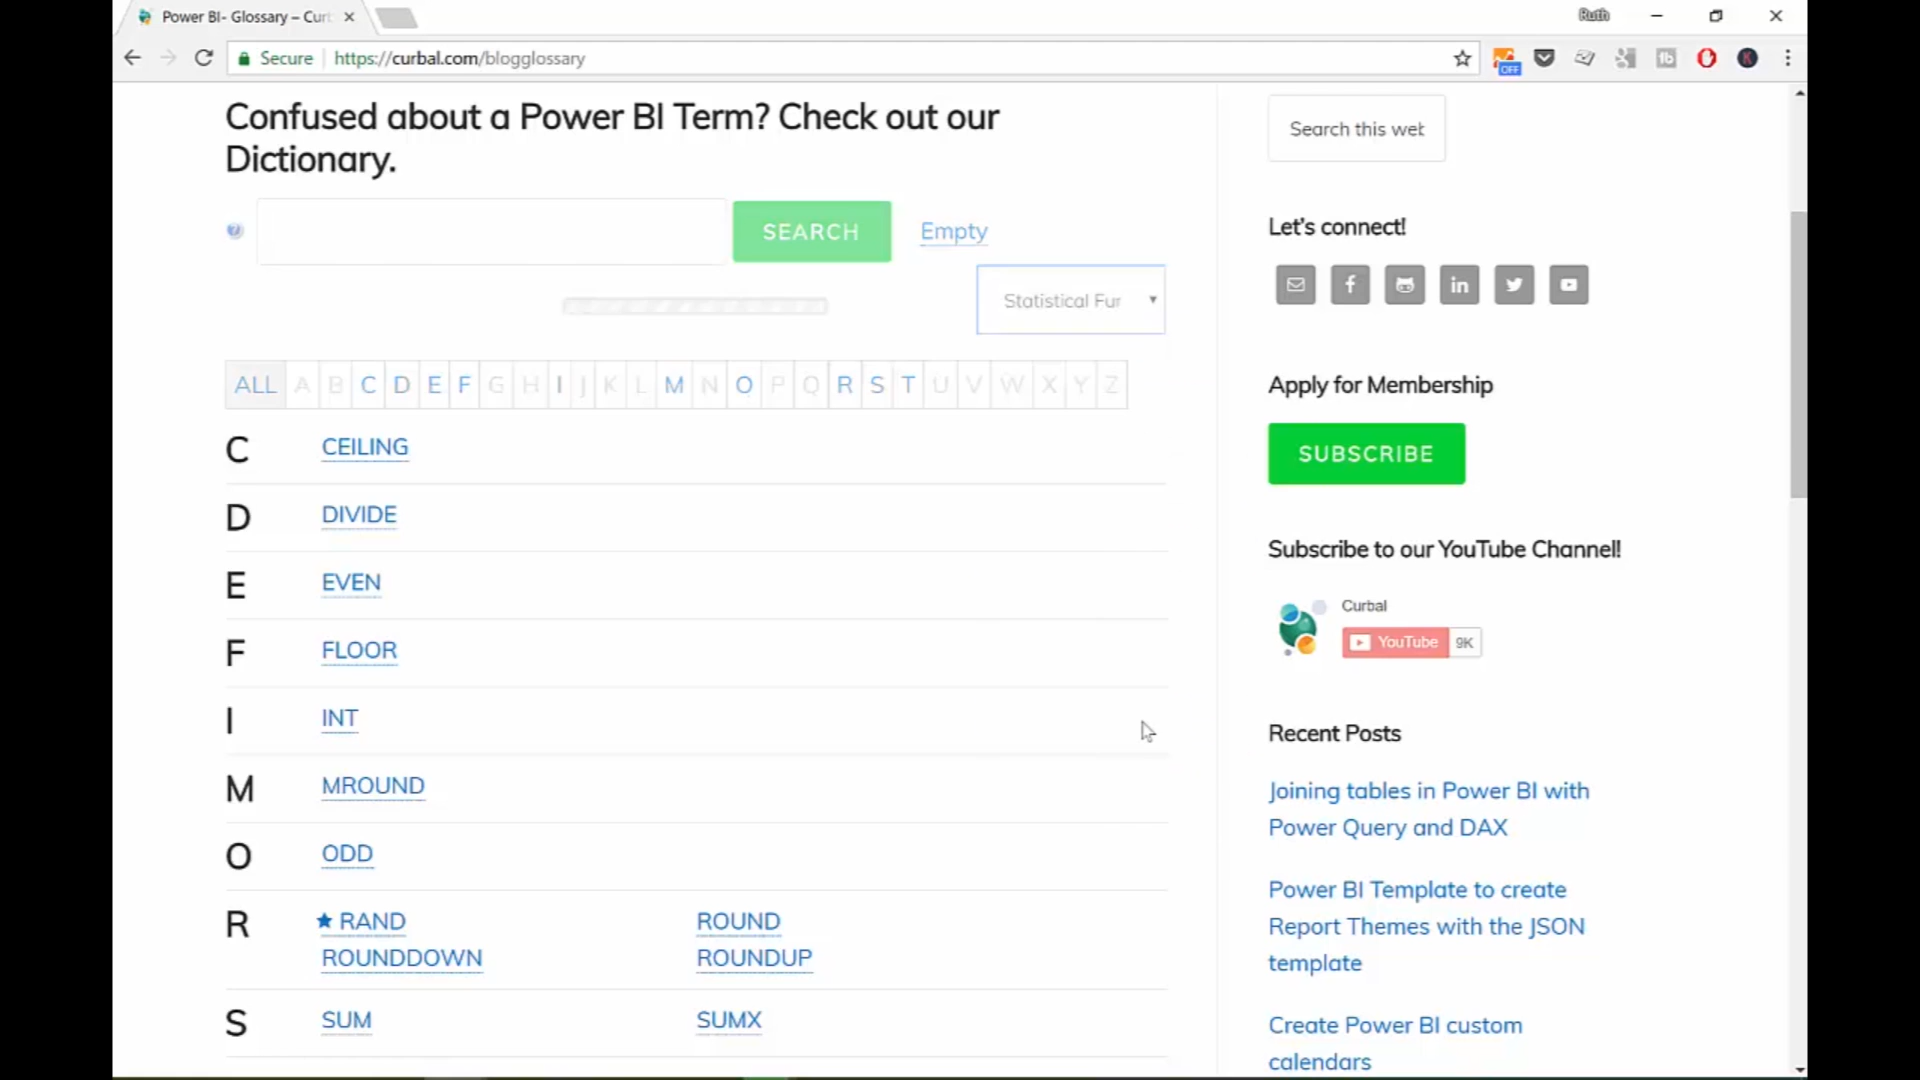 Power BI- Glossary – Cur
Ruth
Secure
https://curbal.com/blogglossary
OFF
Confused about a Power BI Term? Check out our
Dictionary.
SEARCH
Empty
Statistical Fur
ALL A B C D E F G H I J K L M N O P Q R S T U V W X Y Z
C CEILING
D DIVIDE
E EVEN
F FLOOR
I INT
M MROUND
O ODD
R RAND ROUND
ROUNDDOWN ROUNDUP
S SUM SUMX
Search this wet
Let's connect!
Apply for Membership
SUBSCRIBE
Subscribe to our YouTube Channel!
Curbal
YouTube 9K
Recent Posts
Joining tables in Power BI with
Power Query and DAX
Power BI Template to create
Report Themes with the JSON
template
Create Power BI custom
calendars